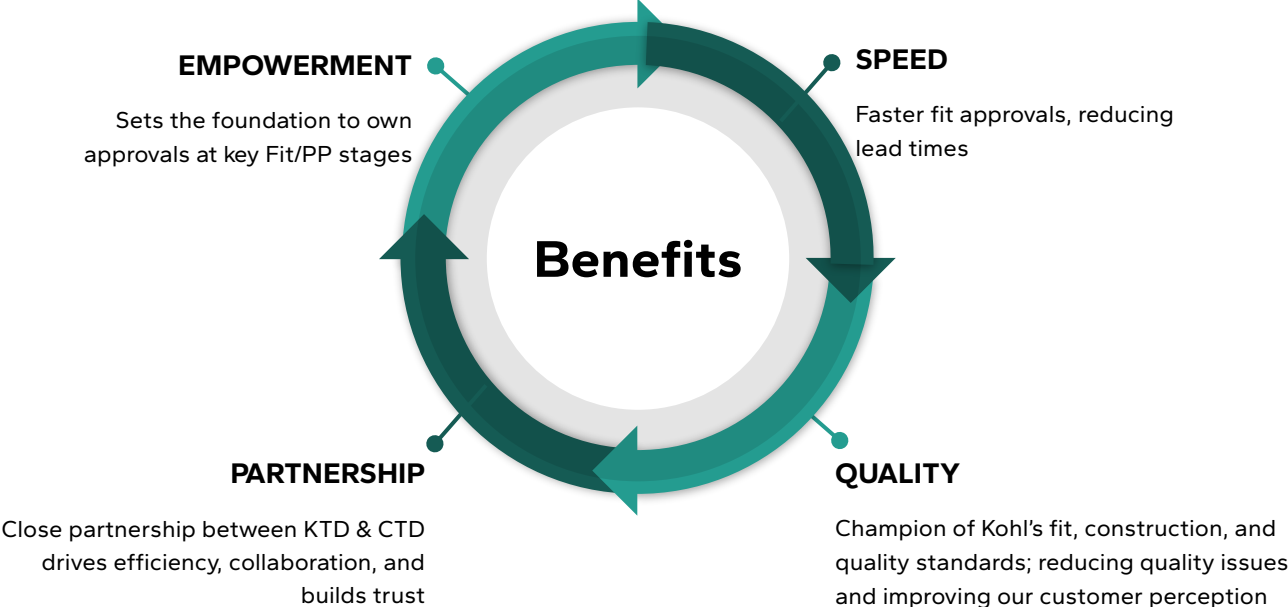 EMPOWERMENT
Sets the foundation to own
approvals at key Fit/PP stages
SPEED
Faster fit approvals, reducing
lead times
Benefits
PARTNERSHIP
Close partnership between KTD & CTD
drives efficiency, collaboration, and
builds trust
QUALITY
Champion of Kohl’s fit, construction, and
quality standards; reducing quality issues
and improving our customer perception